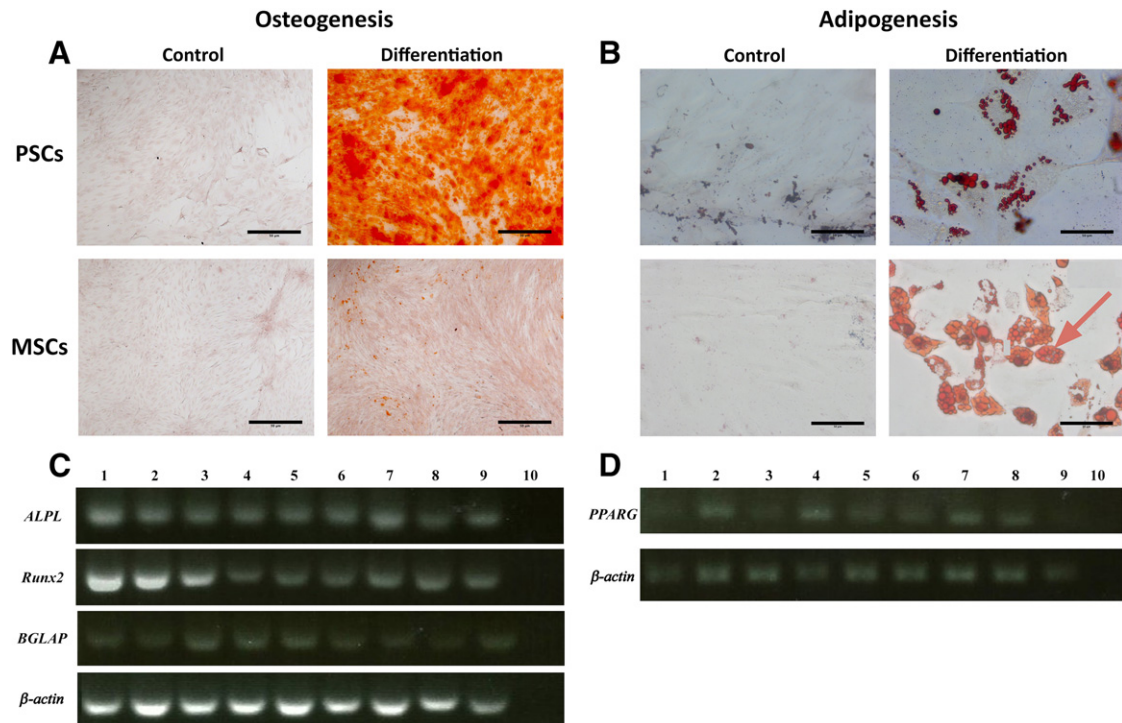 Osteogenesis
Adipogenesis
A
Control
Differentiation
B
Control
Differentiation
PSCs
MSCs
C
1 2 3 4 5 6 7 8 9 10
ALPL
Runx2
BGLAP
β-actin
D
1 2 3 4 5 6 7 8 9 10
PPARG
β-actin